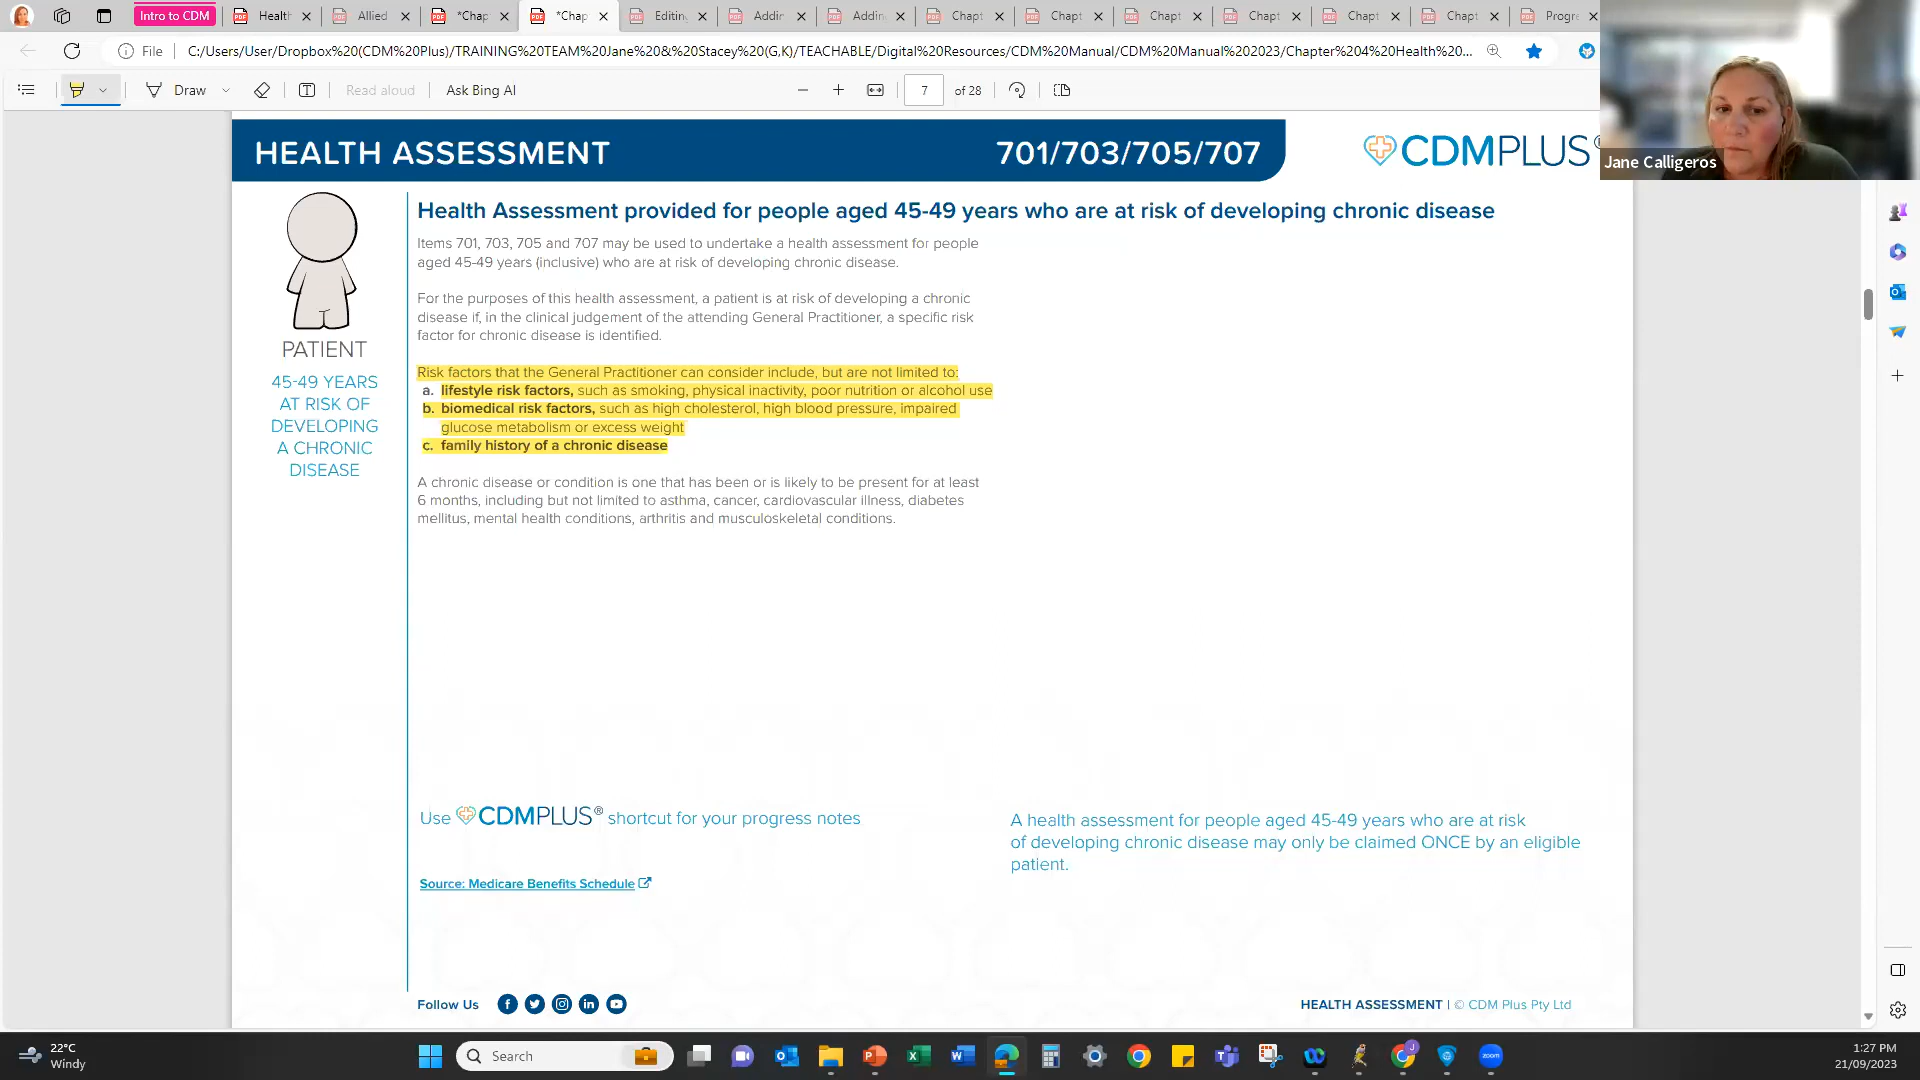 Intro to CDM
Health
Allied
*Chap
*Chap
Editin
Addin
Addin
Chapt
Chapt
Chapt
Chapt
Chapt
Chapt
Progr
File
C:/Users/User/Dropbox%20(CDM%20Plus)/TRAINING%20TEAM%20Jane%20&%20Stacey%20(G,K)/TEACHABLE/Digital%20Resources/CDM%20Manual/CDM%20Manual%202023/Chapter%204%20Health%20...
Draw
Read aloud
Ask Bing AI
7
of 28
Jane Calligeros
HEALTH ASSESSMENT
701/703/705/707
CDMPLUS
PATIENT
45-49 YEARS
AT RISK OF
DEVELOPING
A CHRONIC
DISEASE
Health Assessment provided for people aged 45-49 years who are at risk of developing chronic disease
Items 701, 703, 705 and 707 may be used to undertake a health assessment for people
aged 45-49 years (inclusive) who are at risk of developing chronic disease.
For the purposes of this health assessment, a patient is at risk of developing a chronic
disease if, in the clinical judgement of the attending General Practitioner, a specific risk
factor for chronic disease is identified.
Risk factors that the General Practitioner can consider include, but are not limited to:
a. lifestyle risk factors, such as smoking, physical inactivity, poor nutrition or alcohol use
b. biomedical risk factors, such as high cholesterol, high blood pressure, impaired
glucose metabolism or excess weight
c. family history of a chronic disease
A chronic disease or condition is one that has been or is likely to be present for at least
6 months, including but not limited to asthma, cancer, cardiovascular illness, diabetes
mellitus, mental health conditions, arthritis and musculoskeletal conditions.
Use CDMPLUS® shortcut for your progress notes
Source: Medicare Benefits Schedule
A health assessment for people aged 45-49 years who are at risk
of developing chronic disease may only be claimed ONCE by an eligible
patient.
Follow Us
HEALTH ASSESSMENT | © CDM Plus Pty Ltd
22°C
Windy
Search
zoom
1:27 PM
21/09/2023